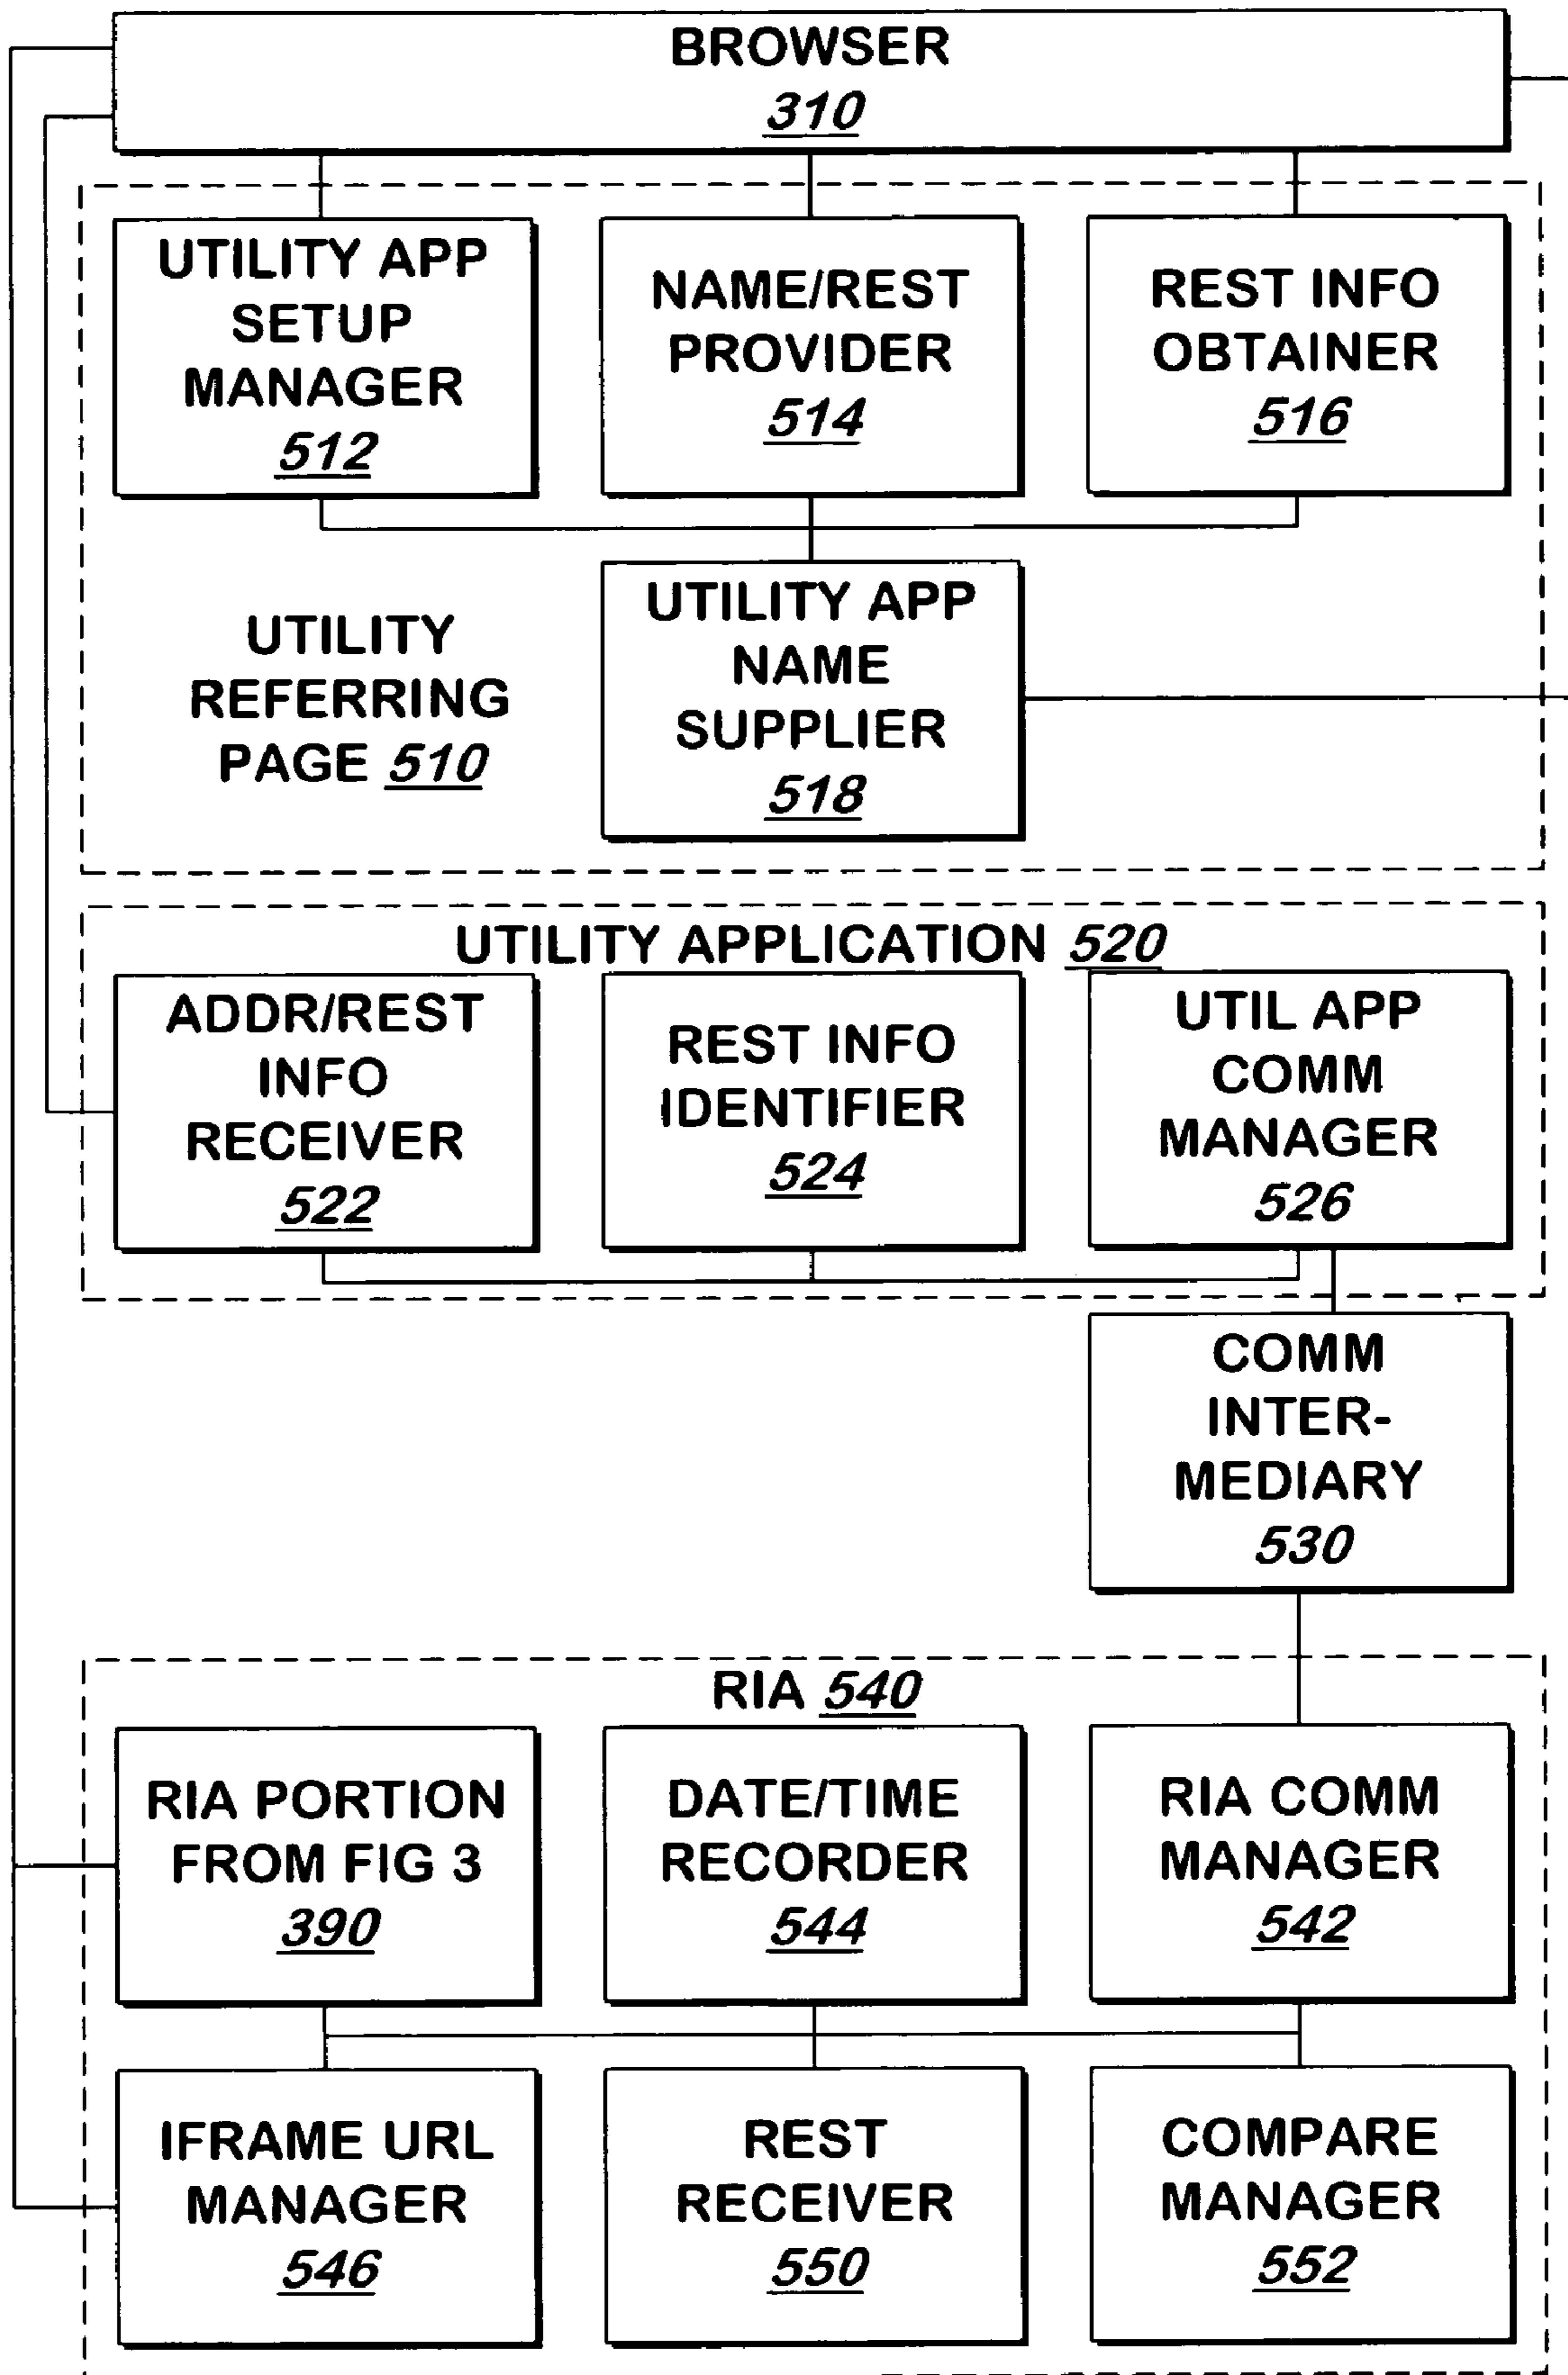 BROWSER
310
UTILITY APP
SETUP
MANAGER
512
NAME/REST
PROVIDER
514
REST INFO
OBTAINER
516
UTILITY
REFERRING
PAGE 510
UTILITY APP
NAME
SUPPLIER
518
UTILITY APPLICATION 520
ADDR/REST
INFO
RECEIVER
522
REST INFO
IDENTIFIER
524
UTIL APP
COMM
MANAGER
526
COMM
INTER-
MEDIARY
530
RIA 540
RIA PORTION
FROM FIG 3
390
DATE/TIME
RECORDER
544
RIA COMM
MANAGER
542
IFRAME URL
MANAGER
546
REST
RECEIVER
550
COMPARE
MANAGER
552